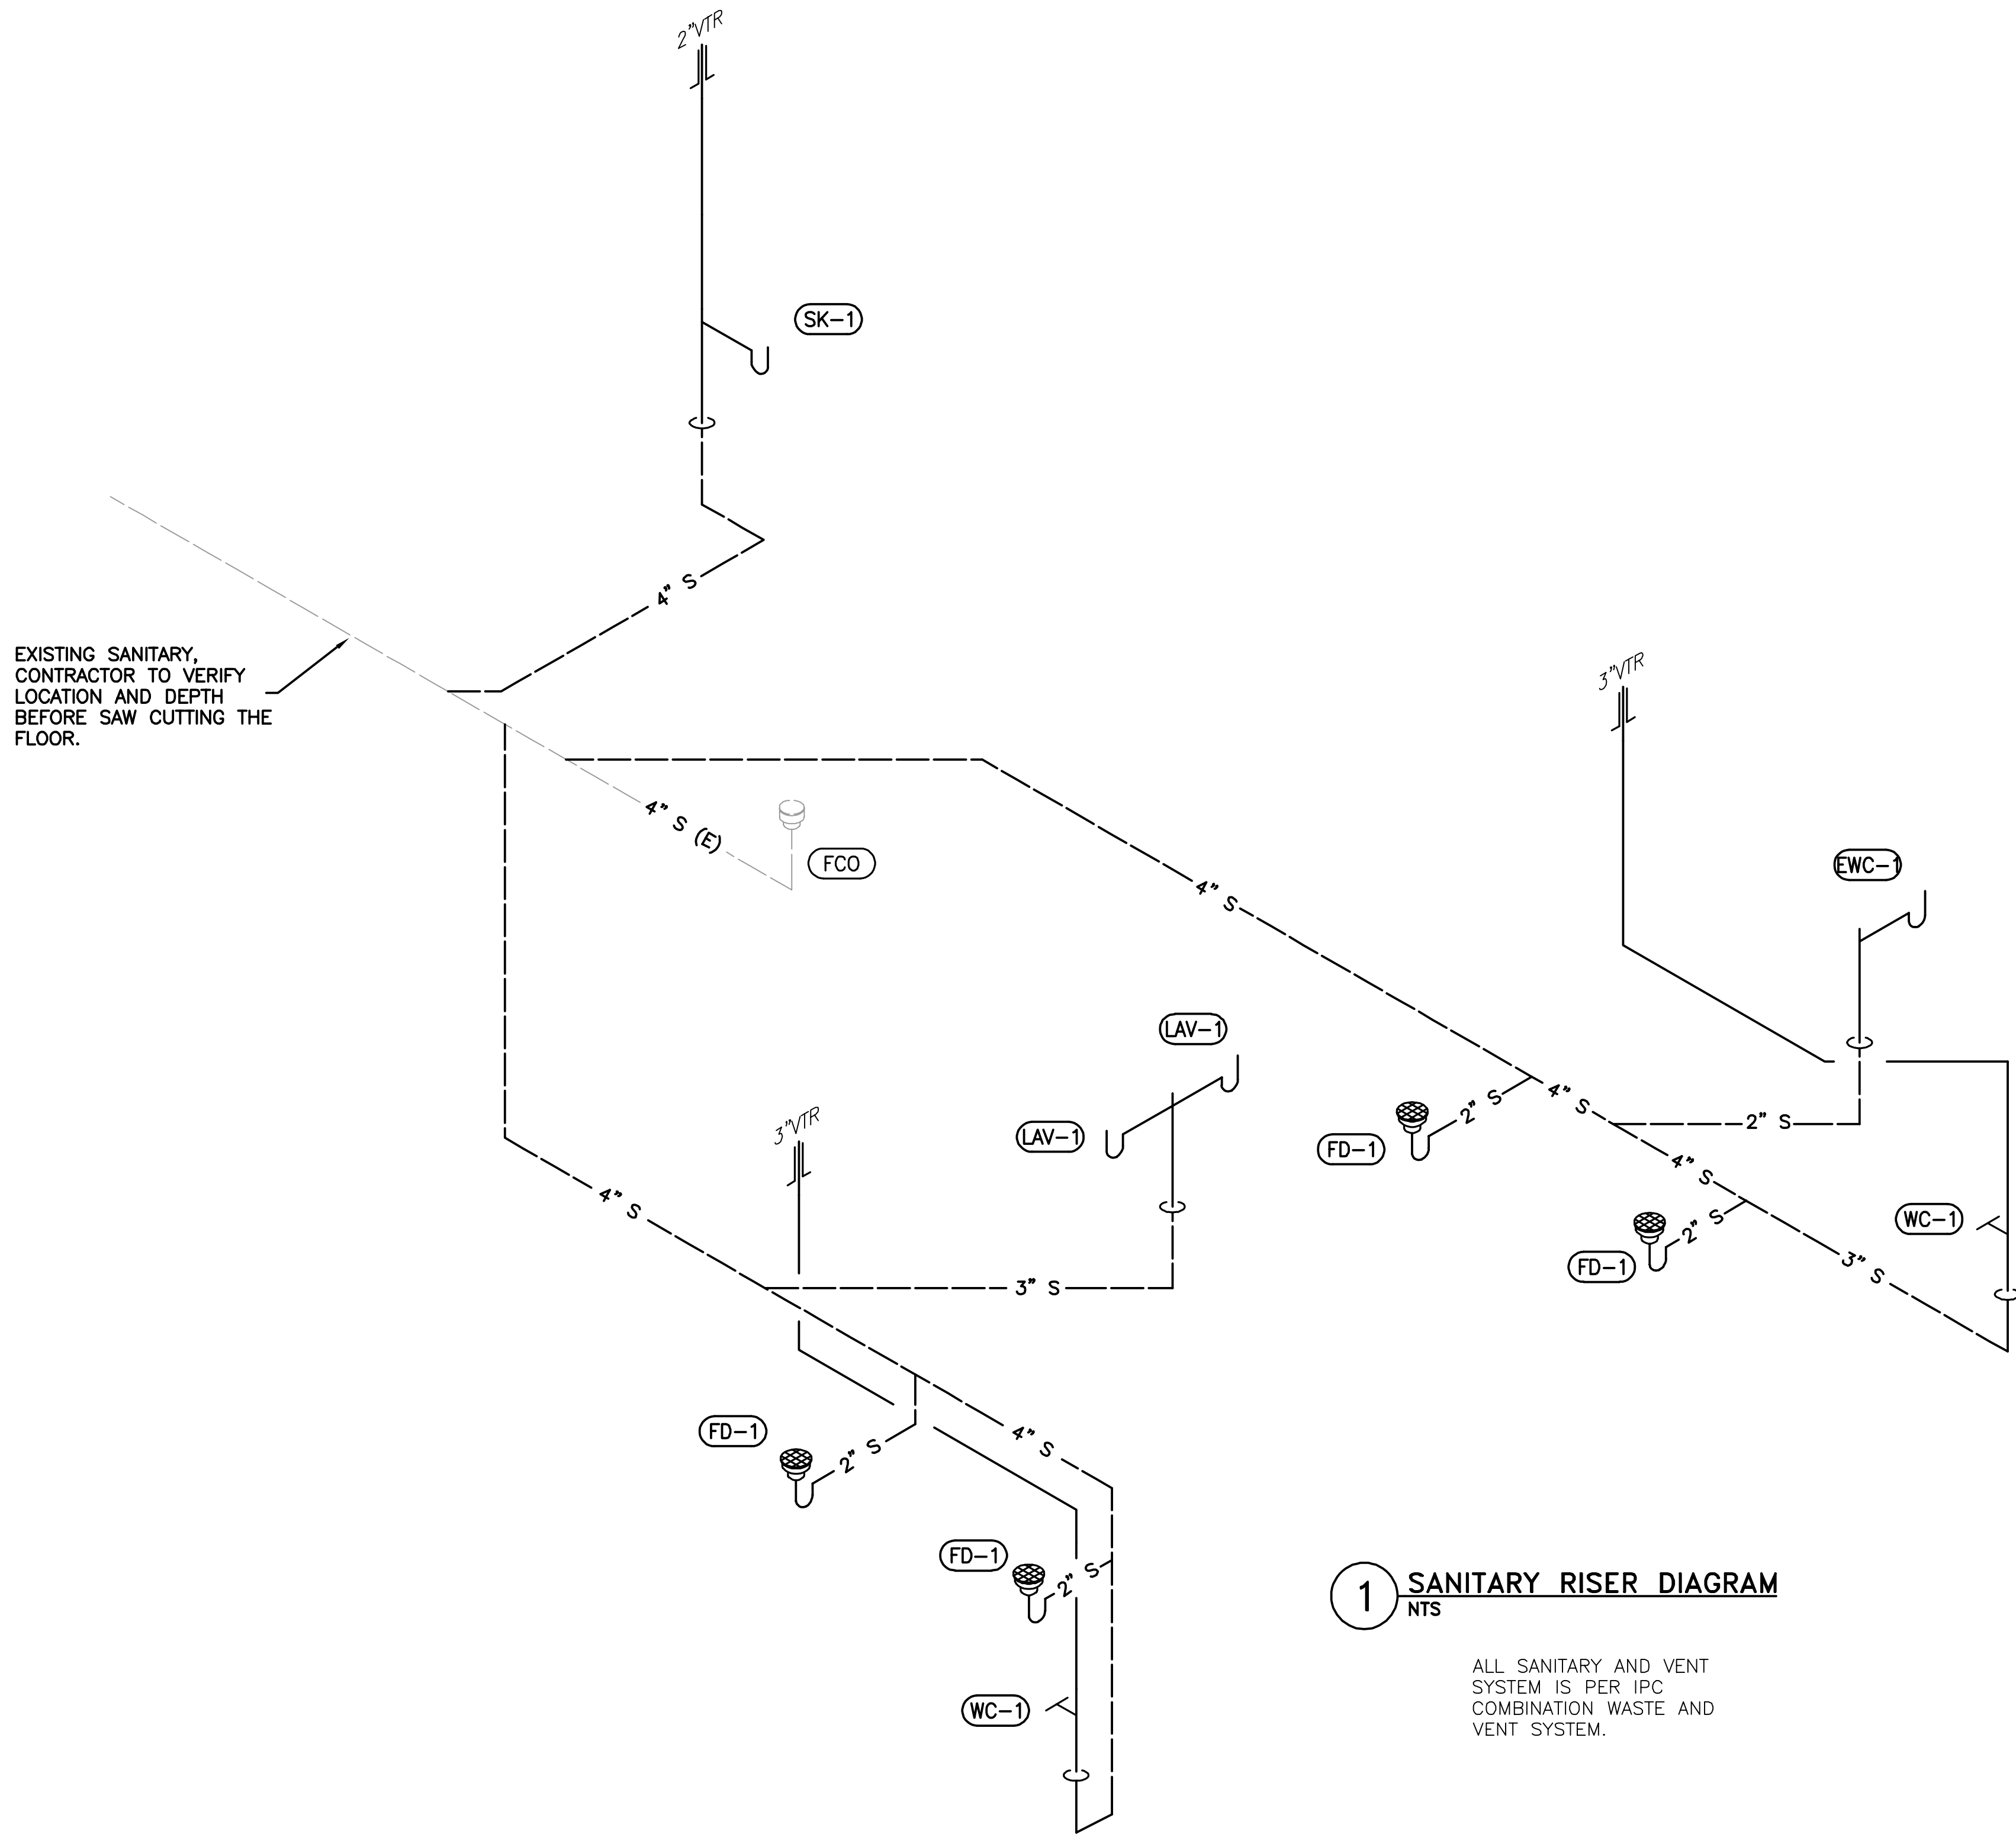 2"VTR
SK-1
4" S
EXISTING SANITARY,
CONTRACTOR TO VERIFY
LOCATION AND DEPTH
BEFORE SAW CUTTING THE
FLOOR.
3"VTR
4" S (E)
FCO
EWC-1
4" S
LAV-1
LAV-1
3"VTR
FD-1
2" S
4" S
2" S
4" S
4" S
FD-1
2" S
WC-1
3" S
3" S
FD-1
2" S
4" S
FD-1
2" S
WC-1
1
SANITARY RISER DIAGRAM
NTS
ALL SANITARY AND VENT
SYSTEM IS PER IPC
COMBINATION WASTE AND
VENT SYSTEM.